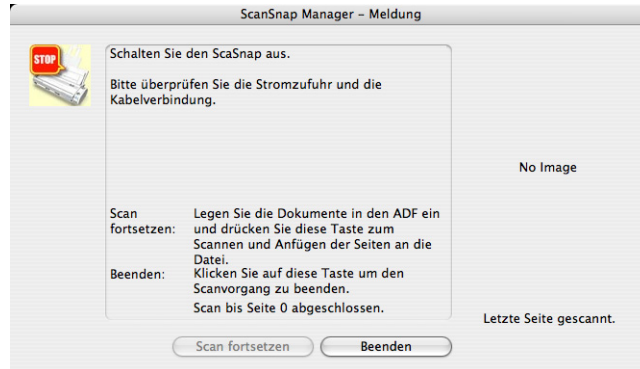 ScanSnap Manager – Meldung
STOP
Schalten Sie den ScaSnap aus.
Bitte überprüfen Sie die Stromzufuhr und die
Kabelverbindung.
No Image
Scan fortsetzen:
Legen Sie die Dokumente in den ADF ein
und drücken Sie diese Taste zum
Scannen und Anfügen der Seiten an die
Datei.
Beenden:
Klicken Sie auf diese Taste um den
Scanvorgang zu beenden.
Scan bis Seite 0 abgeschlossen.
Letzte Seite gescannt.
Scan fortsetzen
Beenden